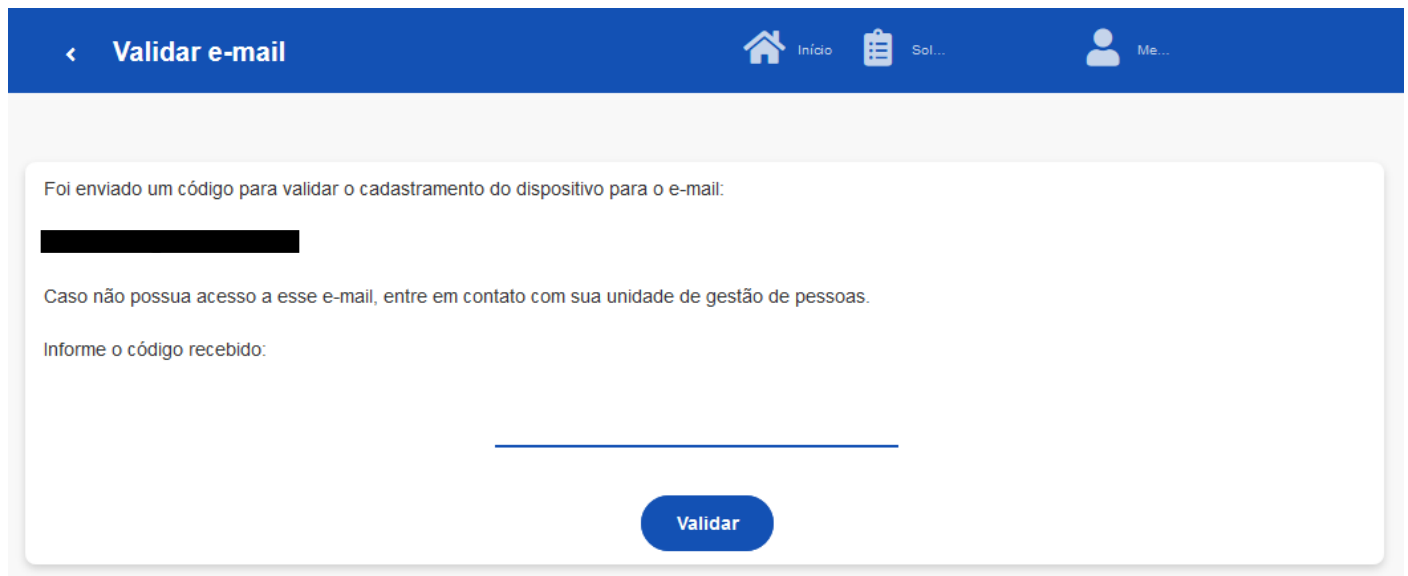 Validar e-mail
Início
Sol...
Me...
Foi enviado um código para validar o cadastramento do dispositivo para o e-mail:
Caso não possua acesso a esse e-mail, entre em contato com sua unidade de gestão de pessoas.
Informe o código recebido:
Validar